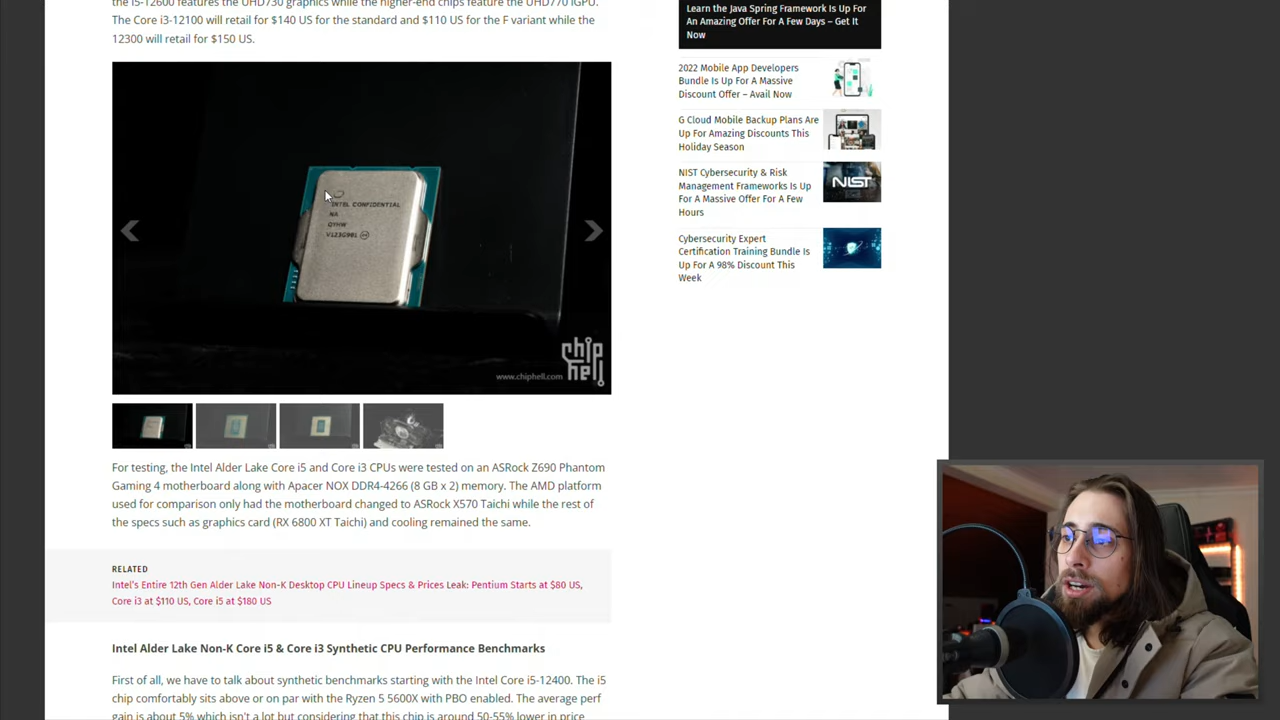 the i5-12600 features the UHD730 graphics while the higher-end chips feature the UHD770 iGPU.
The Core i3-12100 will retail for $140 US for the standard and $110 US for the F variant while the
12300 will retail for $150 US.
INTEL CONFIDENTIAL
NA
QYHW
chip
hell
www.chiphell.com
For testing, the Intel Alder Lake Core i5 and Core i3 CPUs were tested on an ASRock Z690 Phantom
Gaming 4 motherboard along with Apacer NOX DDR4-4266 (8 GB x 2) memory. The AMD platform
used for comparison only had the motherboard changed to ASRock X570 Taichi while the rest of
the specs such as graphics card (RX 6800 XT Taichi) and cooling remained the same.
RELATED
Intel's Entire 12th Gen Alder Lake Non-K Desktop CPU Lineup Specs & Prices Leak: Pentium Starts at $80 US,
Core i3 at $110 US, Core i5 at $180 US
Intel Alder Lake Non-K Core i5 & Core i3 Synthetic CPU Performance Benchmarks
First of all, we have to talk about synthetic benchmarks starting with the Intel Core i5-12400. The i5
chip comfortably sits above or on par with the Ryzen 5 5600X with PBO enabled. The average perf
gain is about 5% which isn't a lot but considering that this chip is around 50-55% lower in price
Learn the Java Spring Framework Is Up For
An Amazing Offer For A Few Days – Get It
Now
2022 Mobile App Developers
Bundle Is Up For A Massive
Discount Offer – Avail Now
G Cloud Mobile Backup Plans Are
Up For Amazing Discounts This
Holiday Season
NIST Cybersecurity & Risk
Management Frameworks Is Up
For A Massive Offer For A Few
Hours
NIST
Cybersecurity Expert
Certification Training Bundle Is
Up For A 98% Discount This
Week